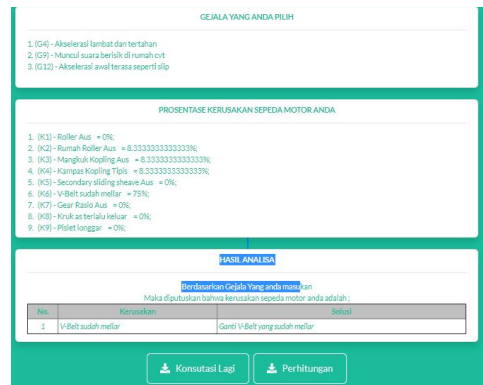 GEJALA YANG ANDA PILIH
1. (G4) - Akselerasi lambat dan tertahan
2. (G9) - Muncul suara berisik di rumah cvt
3. (G12) - Akselerasi awal terasa seperti slip
PROSENTASE KERUSAKAN SEPEDA MOTOR ANDA
1. (K1) - Roller Aus = 0%;
2. (K2) - Rumah Roller Aus = 8.3333333333333%;
3. (K3) - Mangkuk Kopling Aus = 8.3333333333333%;
4. (K4) - Kampas Kopling Tipis = 8.3333333333333%;
5. (K5) - Secondary sliding sheave Aus = 0%;
6. (K6) - V-Belt sudah mellar = 75%;
7. (K7) - Gear Rasio Aus = 0%;
8. (K8) - Kruk as terlalu keluar = 0%;
9. (K9) - Pislet longgar = 0%;
HASIL ANALISA
Berdasarkan Gejala Yang anda masukan
Maka diputuskan bahwa kerusakan sepeda motor anda adalah ;
No. Kerusakan Solusi
1 V-Belt sudah mellar Ganti V-Belt yang sudah mellar
Konsutasi Lagi Perhitungan